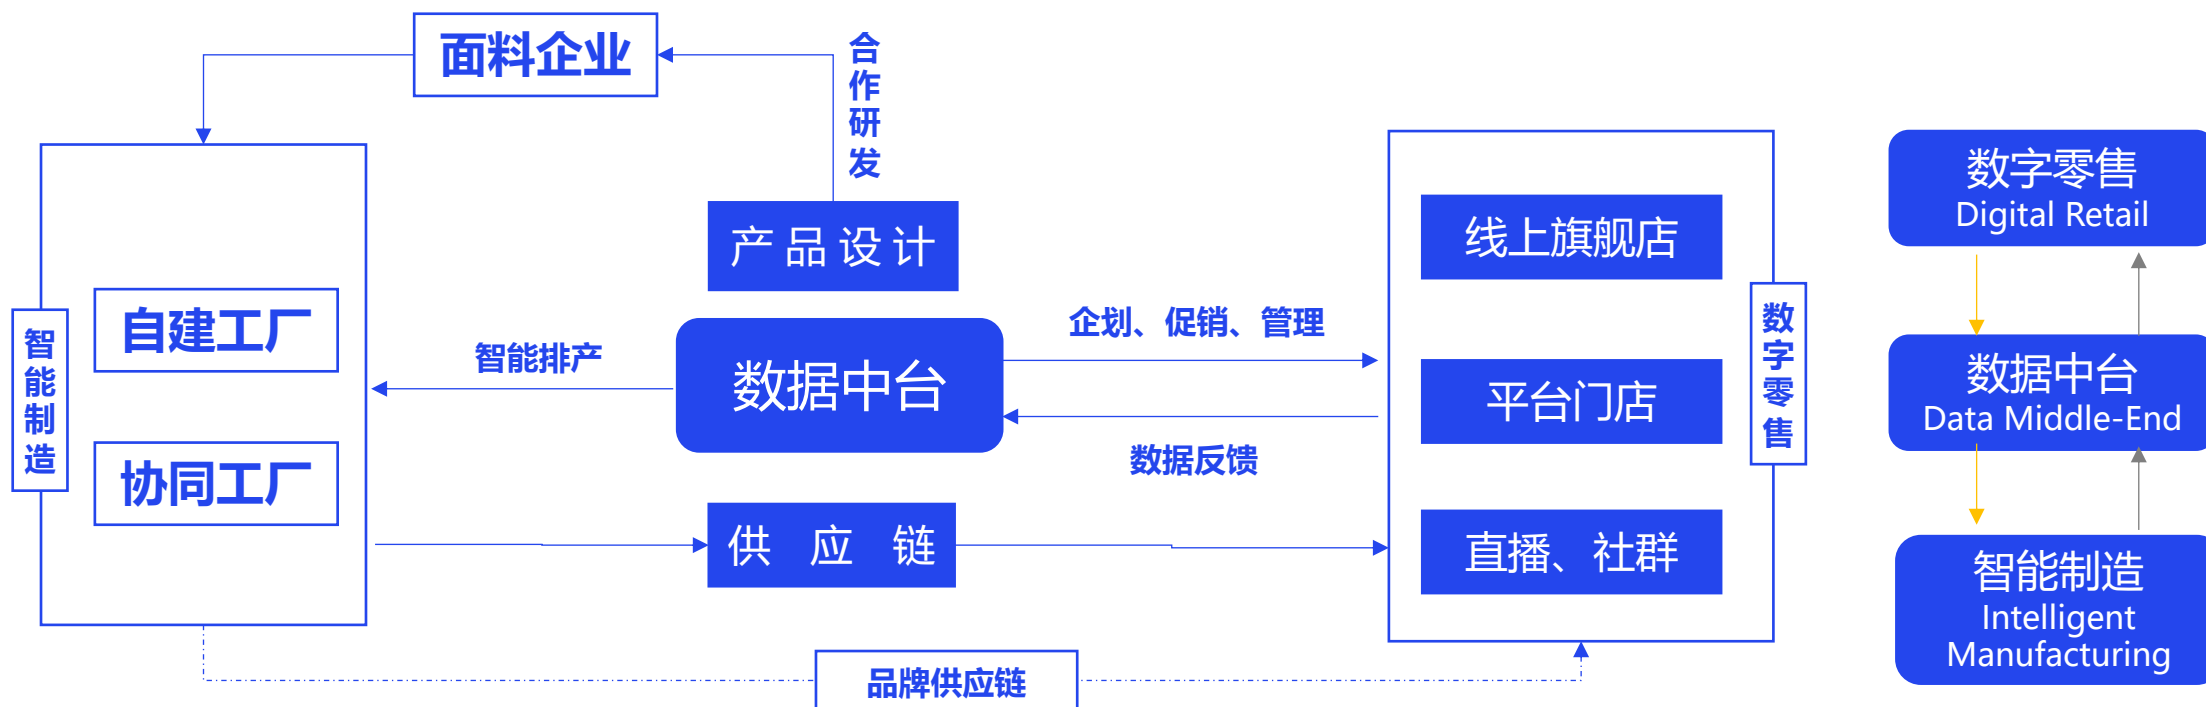 面料企业
合作研发
产品设计
智能制造
自建工厂
协同工厂
智能排产
数据中台
企划、促销、管理
数据反馈
供应链
线上旗舰店
平台门店
直播、社群
数字零售
品牌供应链
数字零售
Digital Retail
数据中台
Data Middle-End
智能制造
Intelligent
Manufacturing